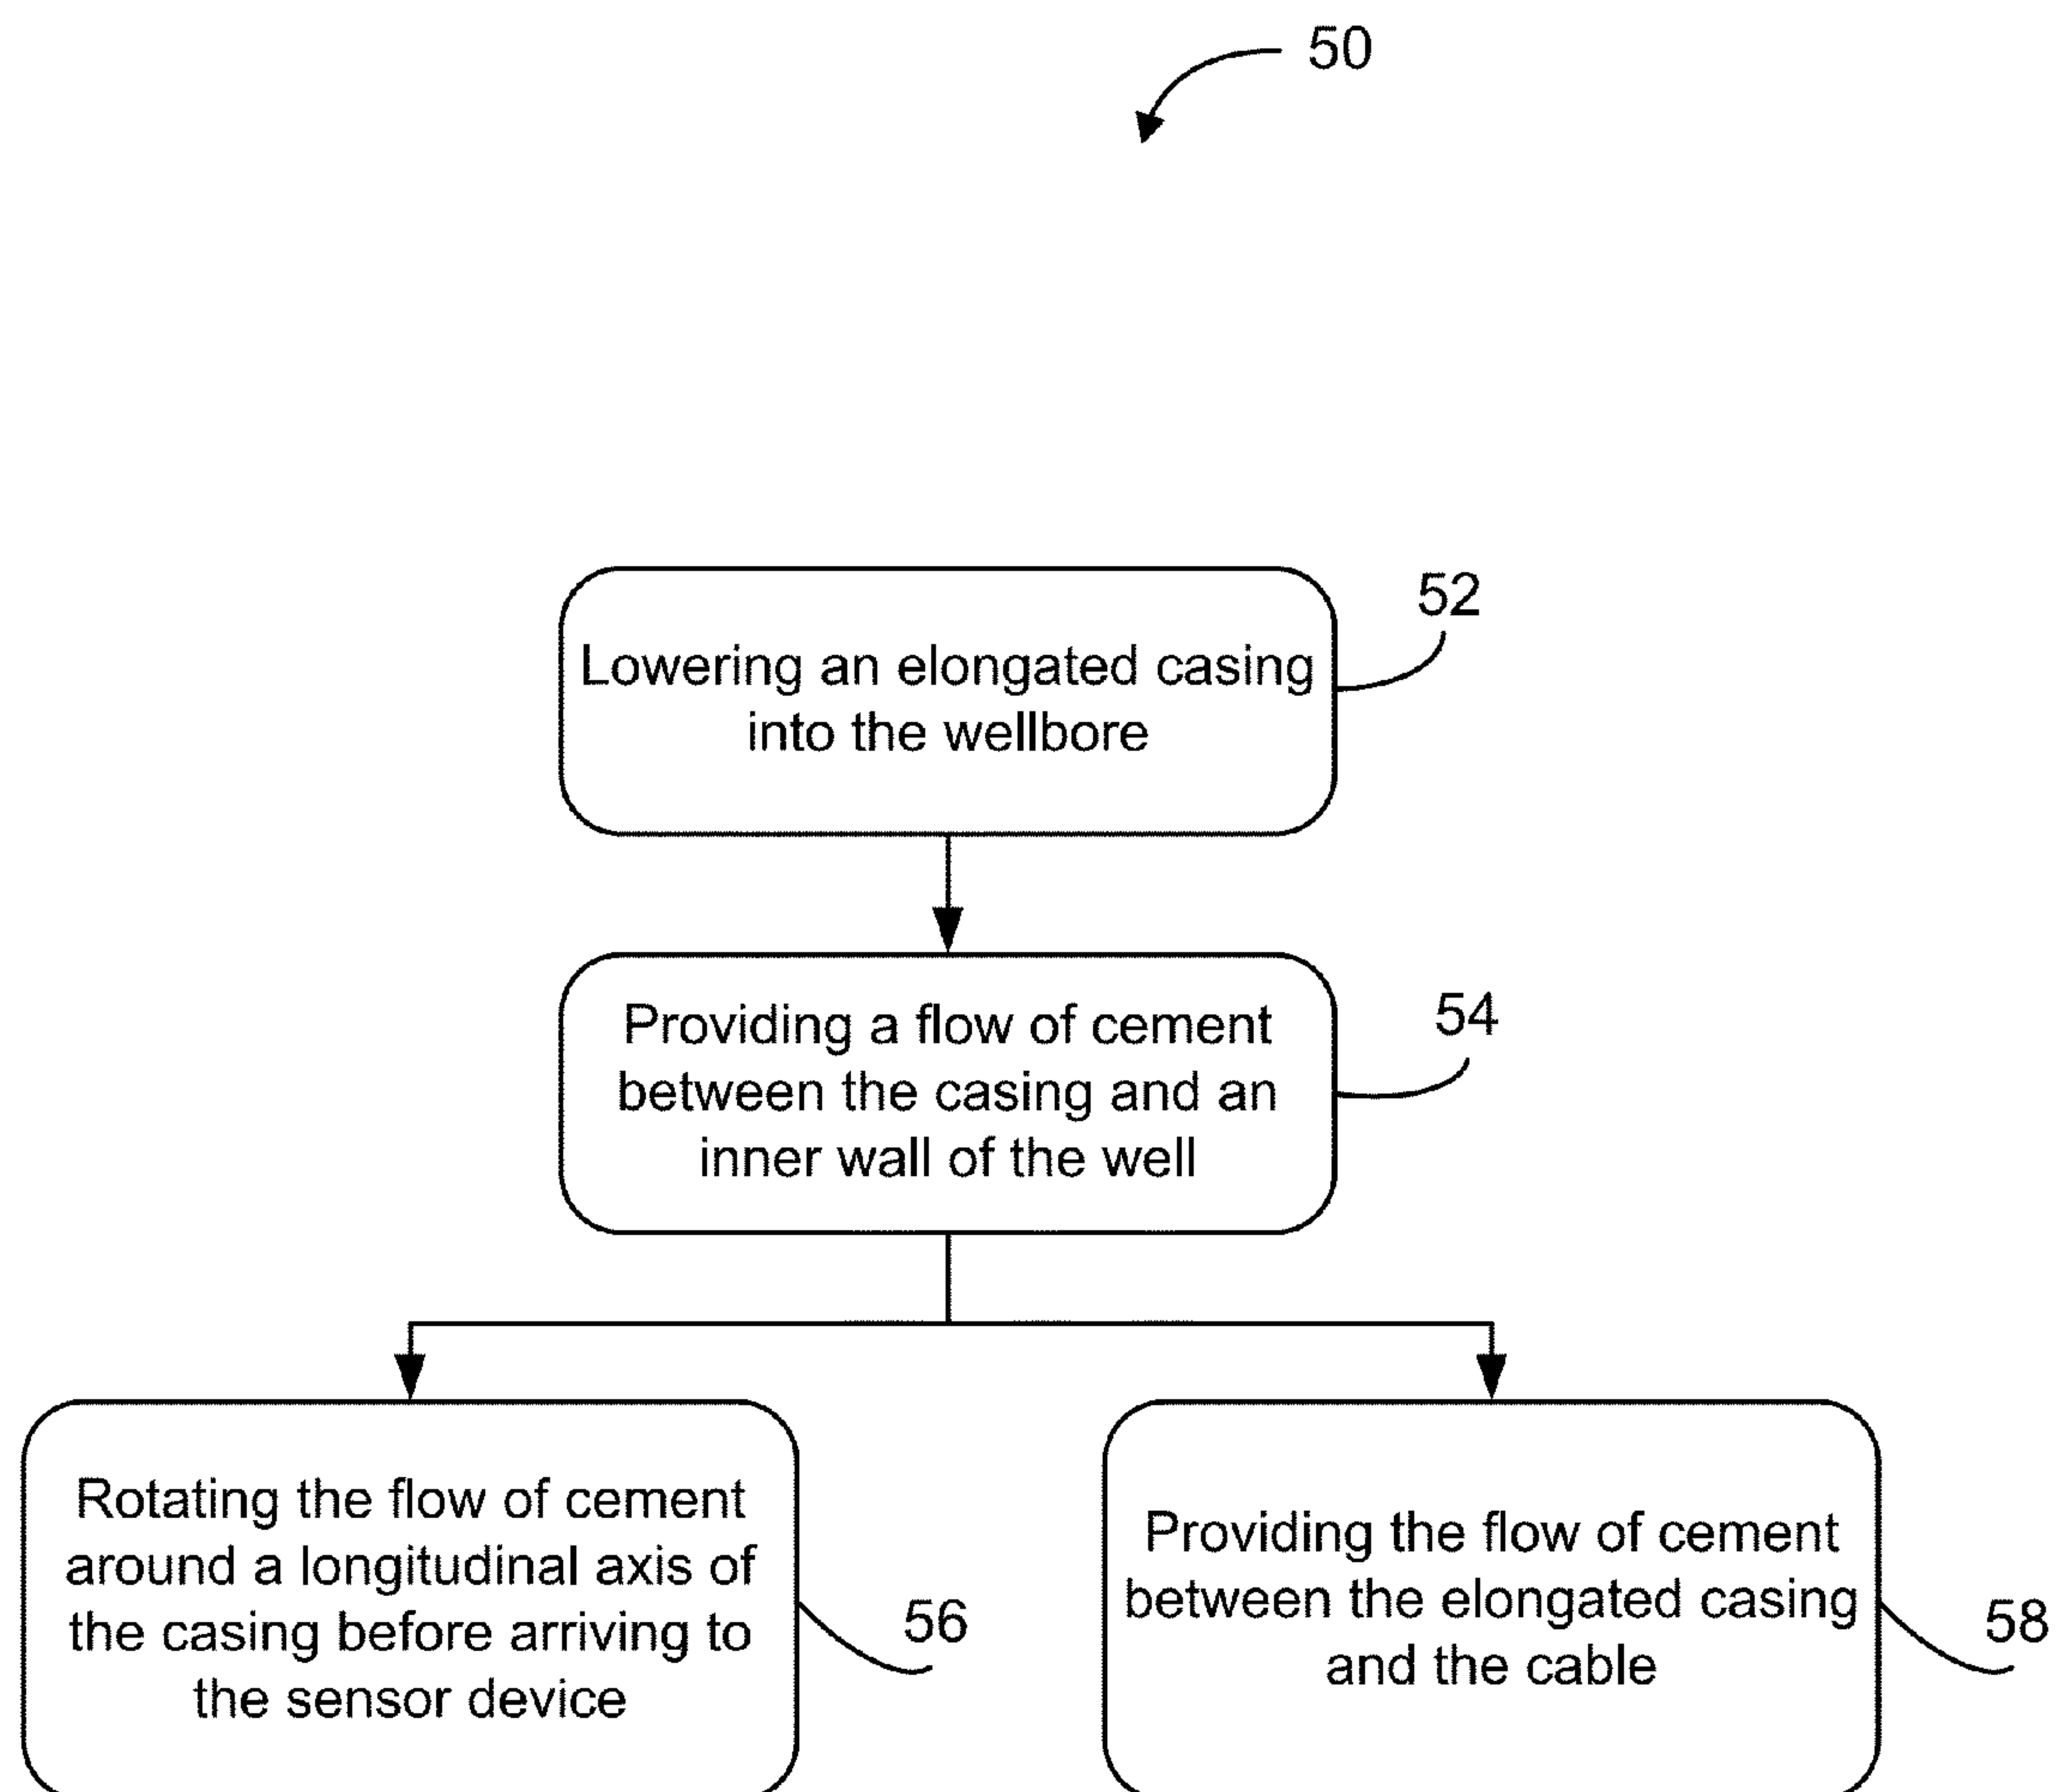 50
Lowering an elongated casing
into the wellbore
52
Providing a flow of cement
between the casing and an
inner wall of the well
54
Rotating the flow of cement
around a longitudinal axis of
the casing before arriving to
the sensor device
56
Providing the flow of cement
between the elongated casing
and the cable
58